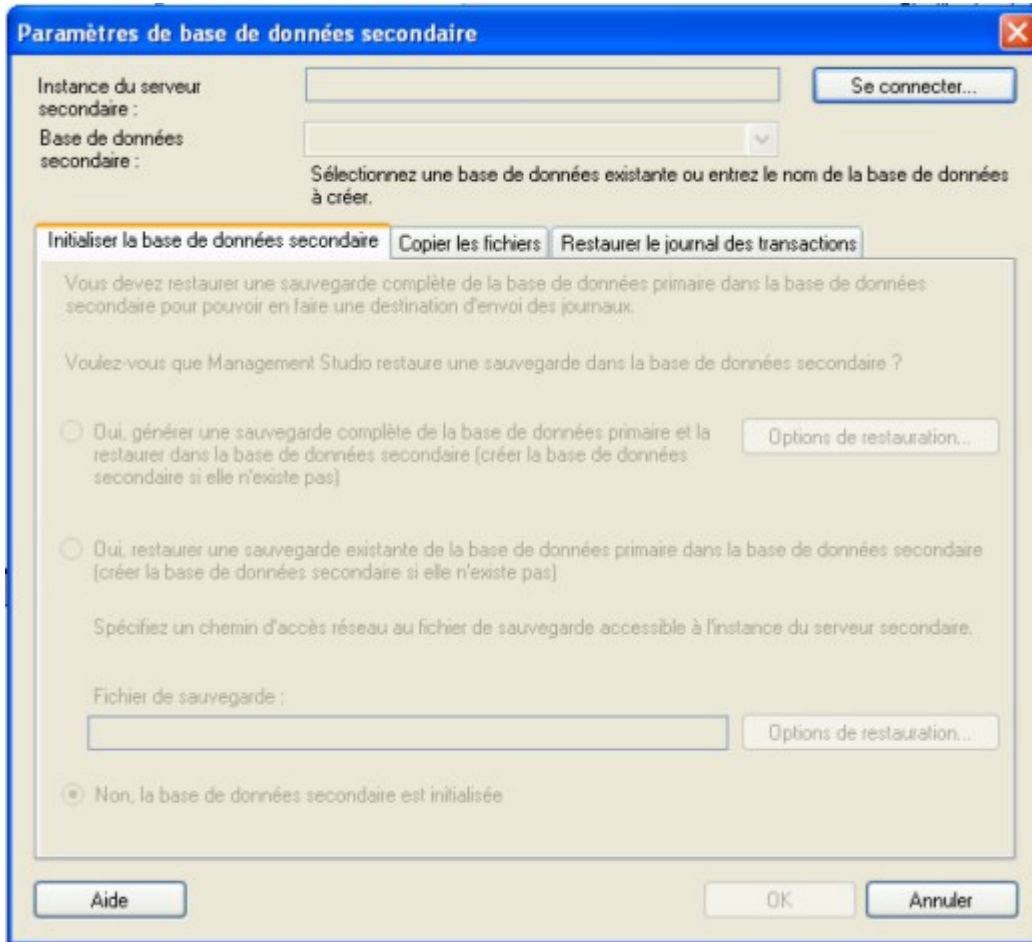 Paramètres de base de données secondaire
Instance du serveur
secondaire :
Se connecter...
Base de données
secondaire :
Sélectionnez une base de données existante ou entrez le nom de la base de données
à créer.
Initialiser la base de données secondaire
Copier les fichiers
Restaurer le journal des transactions
Vous devez restaurer une sauvegarde complète de la base de données primaire dans la base de données
secondaire pour pouvoir en faire une destination d'envoi des journaux.
Voulez-vous que Management Studio restaure une sauvegarde dans la base de données secondaire ?
Oui, générer une sauvegarde complète de la base de données primaire et la
restaurer dans la base de données secondaire (créer la base de données
secondaire si elle n'existe pas)
Options de restauration...
Oui, restaurer une sauvegarde existante de la base de données primaire dans la base de données secondaire
(créer la base de données secondaire si elle n'existe pas)
Spécifiez un chemin d'accès réseau au fichier de sauvegarde accessible à l'instance du serveur secondaire.
Fichier de sauvegarde :
Options de restauration...
Non, la base de données secondaire est initialisée
Aide
OK
Annuler